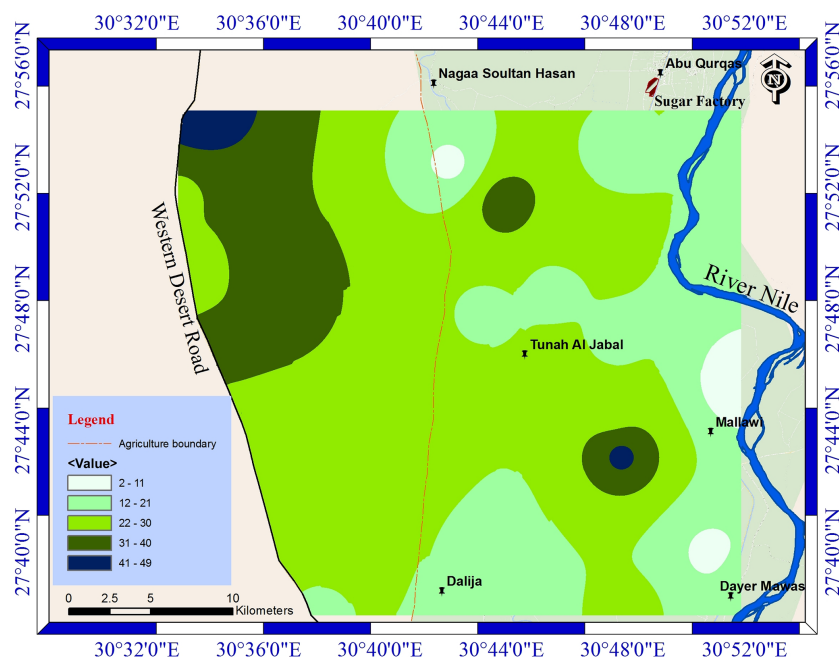 30°32'0"E 30°36'0"E 30°40'0"E 30°44'0"E 30°48'0"E 30°52'0"E
27°56'0"N
27°52'0"N
27°48'0"N
27°44'0"N
27°40'0"N
27°56'0"N
27°52'0"N
27°48'0"N
27°44'0"N
27°40'0"N
Abu Qurqas
Nagaa Soultan Hasan
N
Sugar Factory
Western Desert Road
River Nile
Tunah Al Jabal
Mallawi
Legend
Agriculture boundary
<Value>
2 - 11
12 - 21
22 - 30
31 - 40
41 - 49
Dalija
Dayer Mawas
0 2.5 5 10
Kilometers
30°32'0"E 30°36'0"E 30°40'0"E 30°44'0"E 30°48'0"E 30°52'0"E